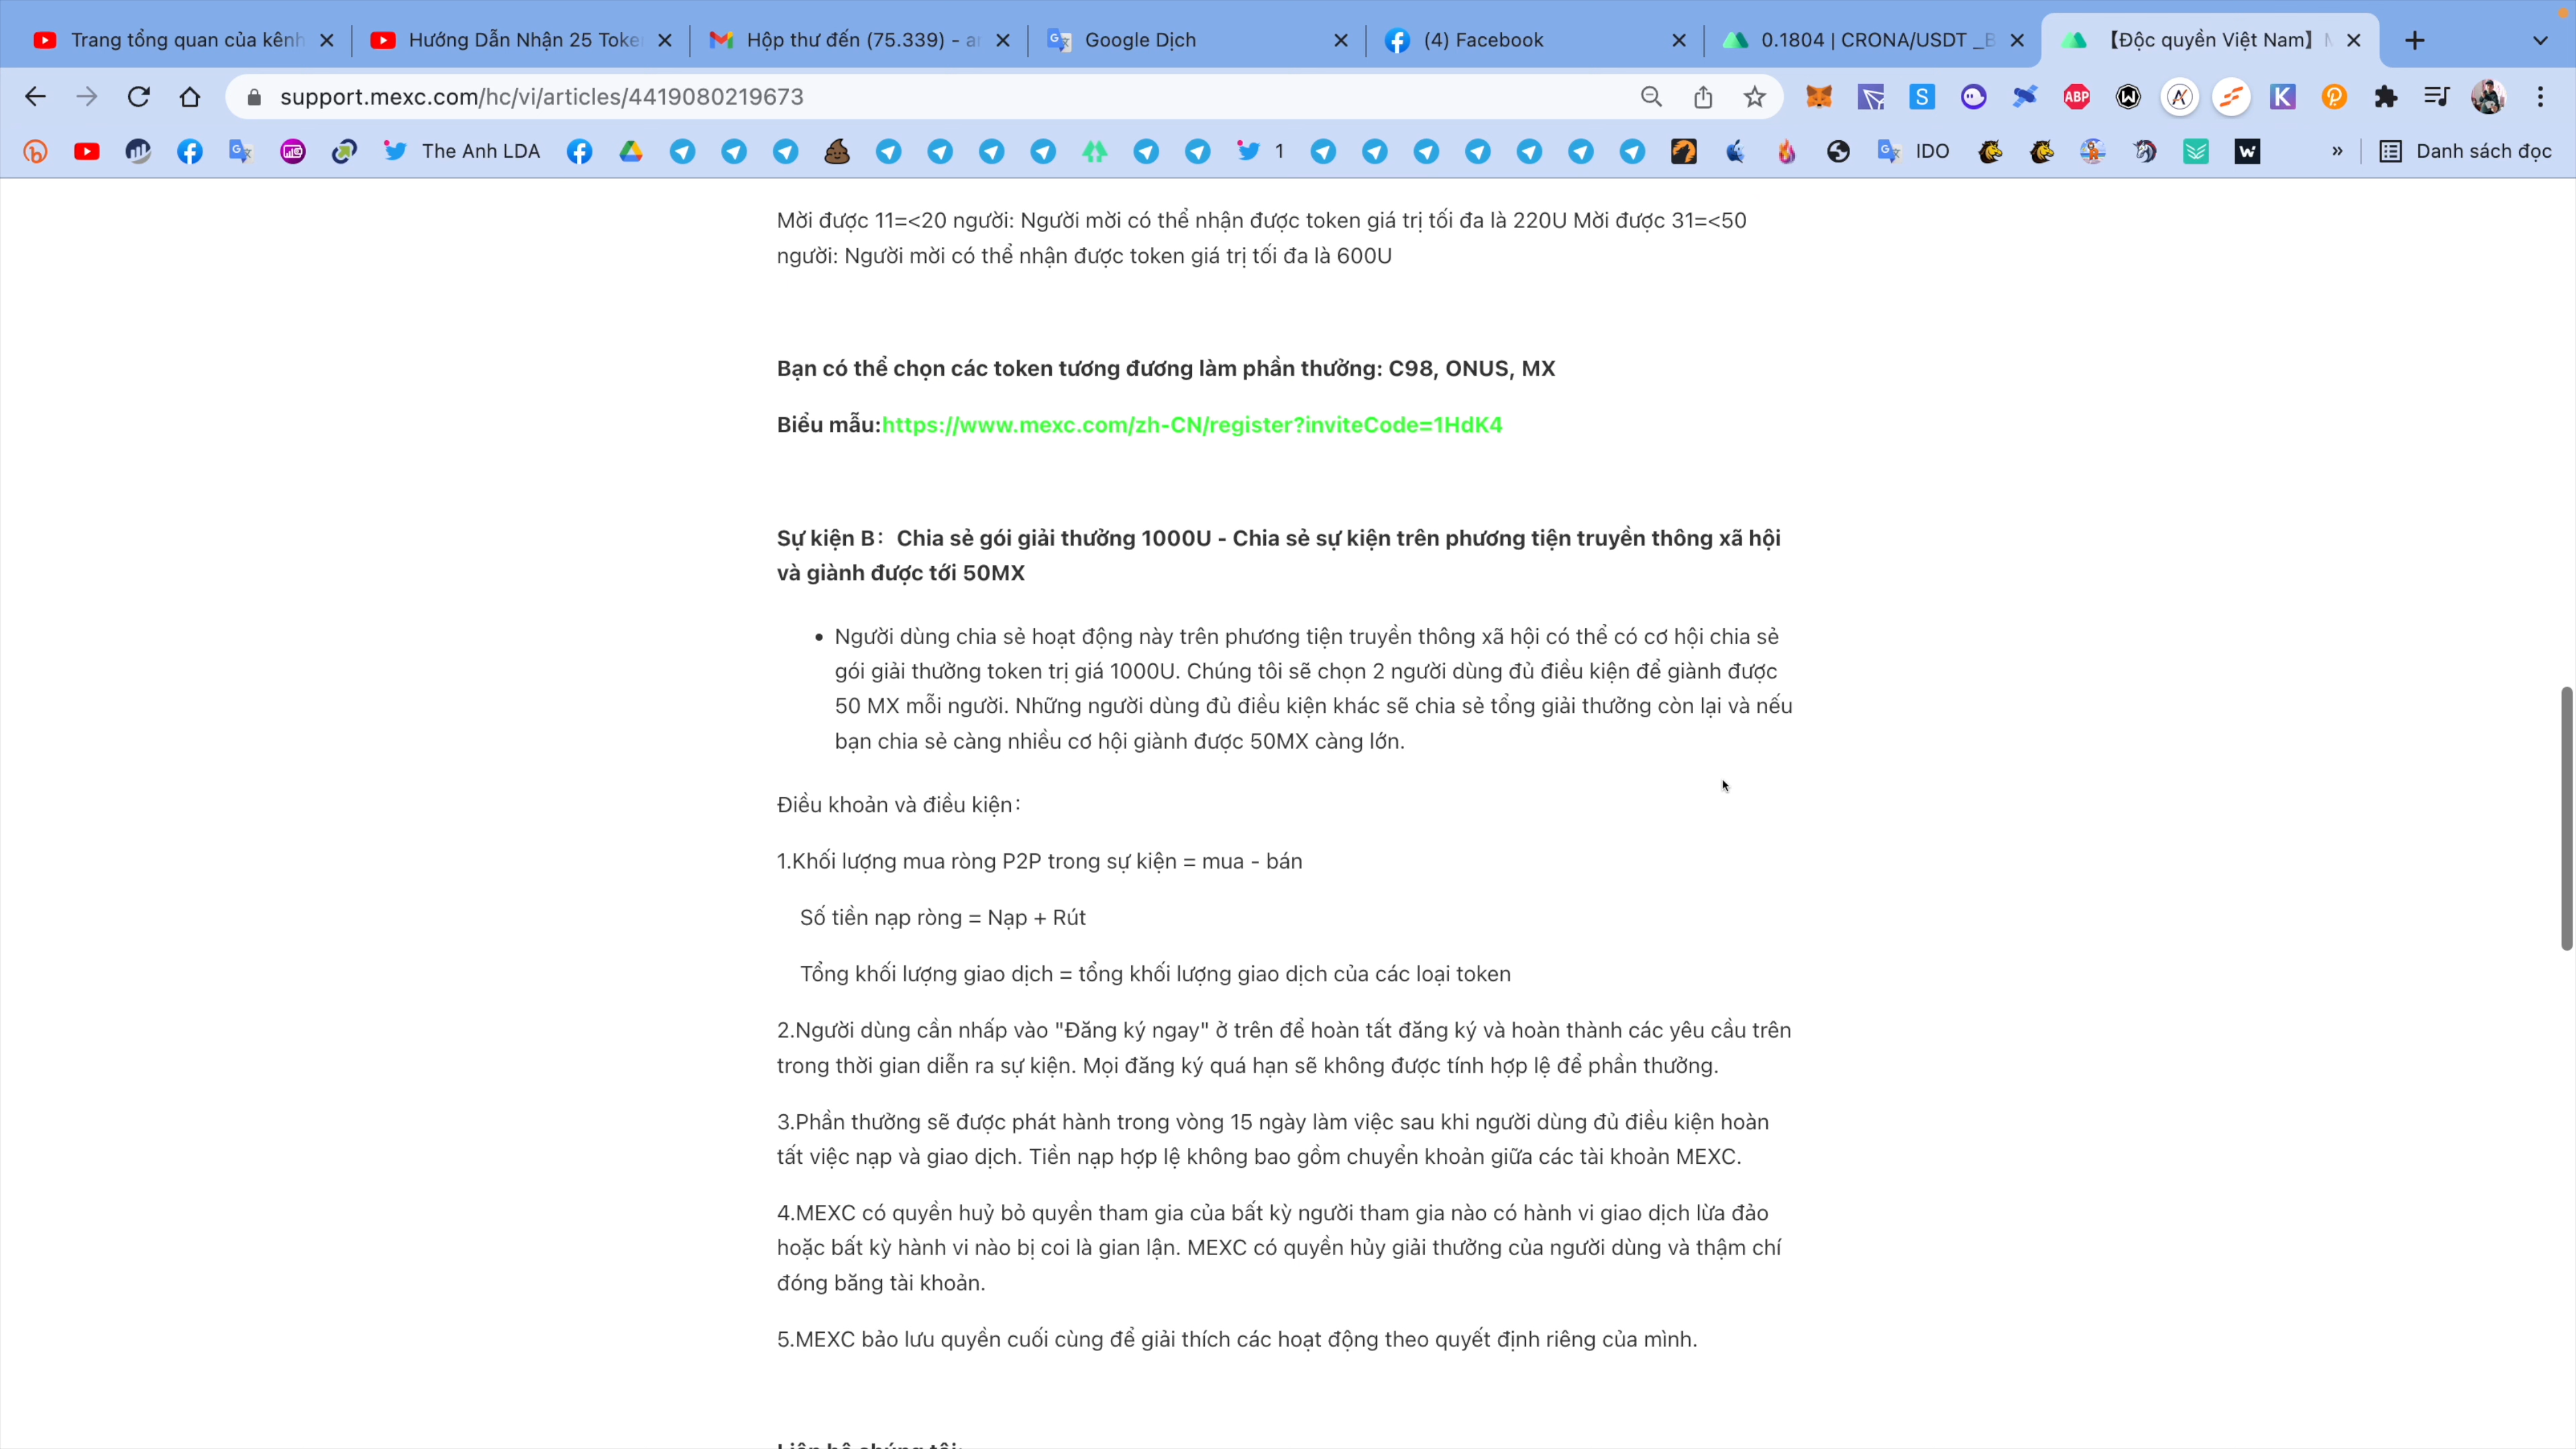 Trang tổng quan của kênh
Hướng Dẫn Nhận 25 Toke
Hộp thư đến (75.339) - a
Google Dịch
(4) Facebook
0.1804 | CRONA/USDT _
【Độc quyền Việt Nam】
support.mexc.com/hc/vi/articles/4419080219673
The Anh LDA
1
IDO
Danh sách đọc
Mời được 11=<20 người: Người mời có thể nhận được token giá trị tối đa là 220U Mời được 31=<50
người: Người mời có thể nhận được token giá trị tối đa là 600U
Bạn có thể chọn các token tương đương làm phần thưởng: C98, ONUS, MX
Biểu mẫu:https://www.mexc.com/zh-CN/register?inviteCode=1HdK4
Sự kiện B： Chia sẻ gói giải thưởng 1000U - Chia sẻ sự kiện trên phương tiện truyền thông xã hội
và giành được tới 50MX
• Người dùng chia sẻ hoạt động này trên phương tiện truyền thông xã hội có thể có cơ hội chia sẻ
gói giải thưởng token trị giá 1000U. Chúng tôi sẽ chọn 2 người dùng đủ điều kiện để giành được
50 MX mỗi người. Những người dùng đủ điều kiện khác sẽ chia sẻ tổng giải thưởng còn lại và nếu
bạn chia sẻ càng nhiều cơ hội giành được 50MX càng lớn.
Điều khoản và điều kiện：
1.Khối lượng mua ròng P2P trong sự kiện = mua - bán
Số tiền nạp ròng = Nạp + Rút
Tổng khối lượng giao dịch = tổng khối lượng giao dịch của các loại token
2.Người dùng cần nhấp vào "Đăng ký ngay" ở trên để hoàn tất đăng ký và hoàn thành các yêu cầu trên
trong thời gian diễn ra sự kiện. Mọi đăng ký quá hạn sẽ không được tính hợp lệ để phần thưởng.
3.Phần thưởng sẽ được phát hành trong vòng 15 ngày làm việc sau khi người dùng đủ điều kiện hoàn
tất việc nạp và giao dịch. Tiền nạp hợp lệ không bao gồm chuyển khoản giữa các tài khoản MEXC.
4.MEXC có quyền huỷ bỏ quyền tham gia của bất kỳ người tham gia nào có hành vi giao dịch lừa đảo
hoặc bất kỳ hành vi nào bị coi là gian lận. MEXC có quyền hủy giải thưởng của người dùng và thậm chí
đóng băng tài khoản.
5.MEXC bảo lưu quyền cuối cùng để giải thích các hoạt động theo quyết định riêng của mình.